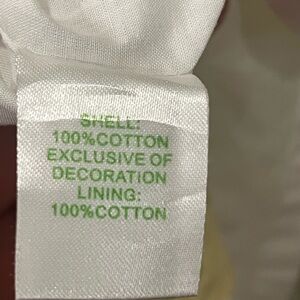 SHELL:
100%COTTON
EXCLUSIVE OF
DECORATION
LINING:
100%COTTON